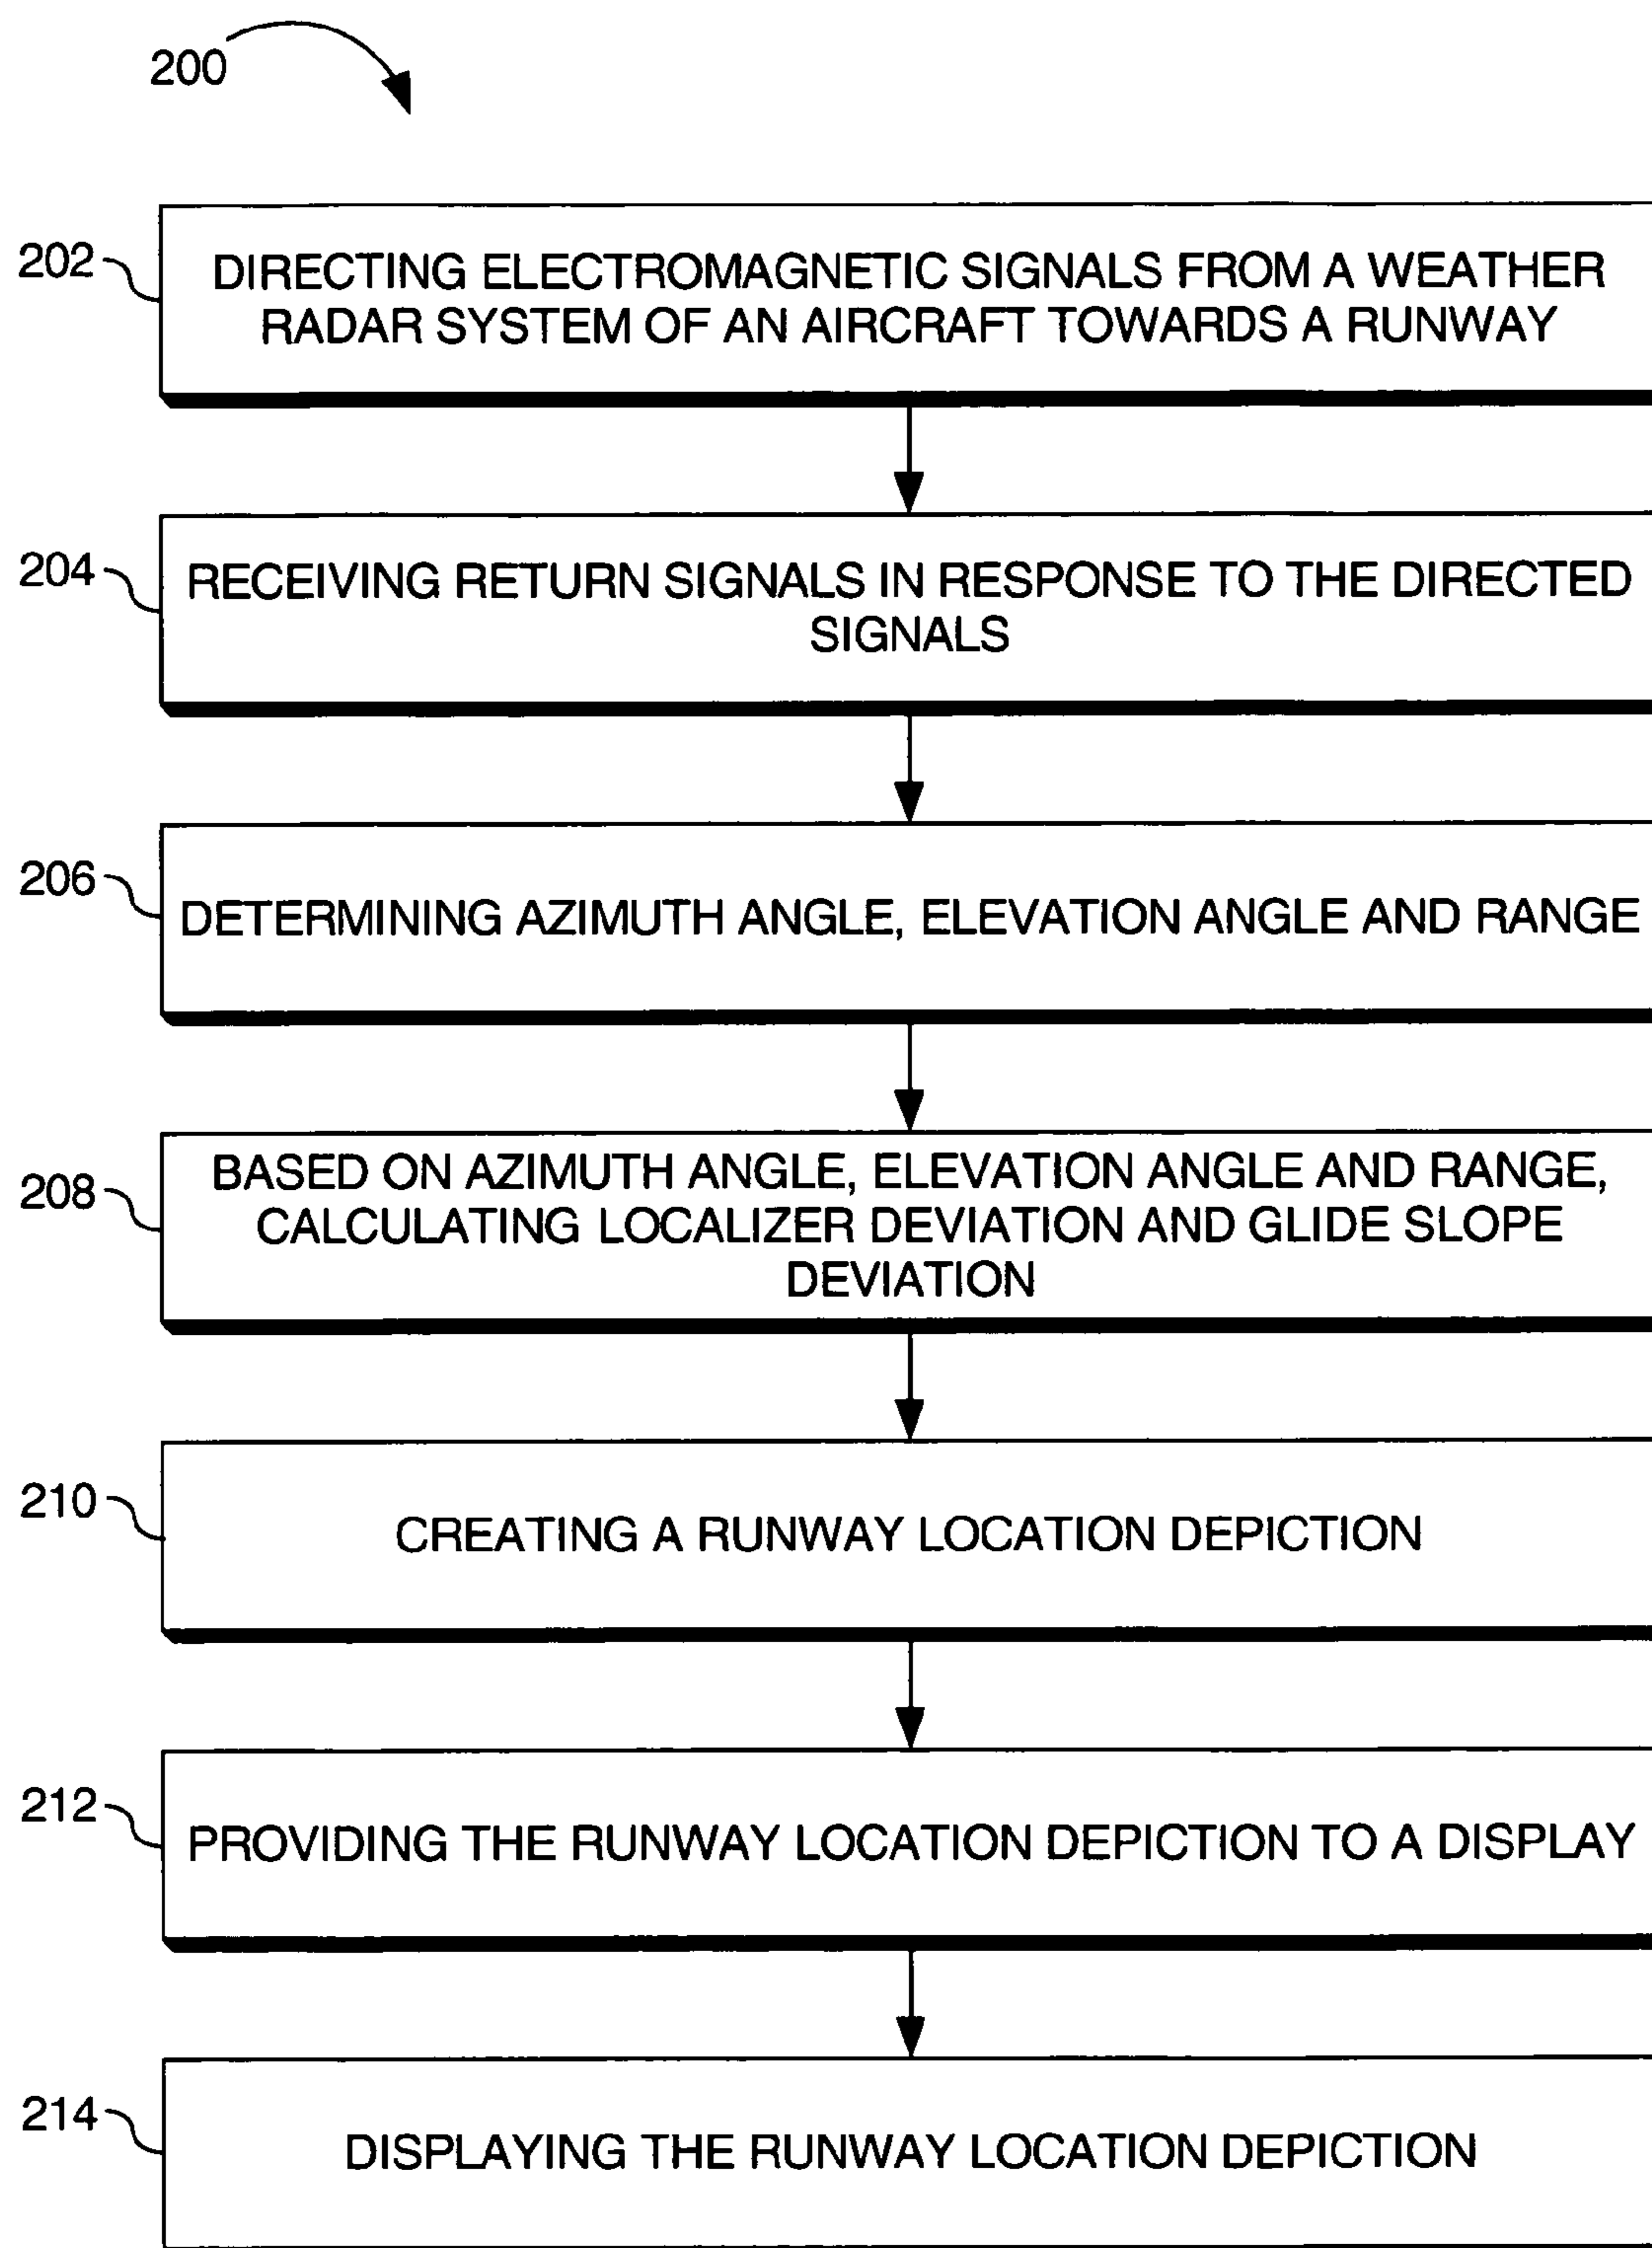 200
202
DIRECTING ELECTROMAGNETIC SIGNALS FROM A WEATHER
RADAR SYSTEM OF AN AIRCRAFT TOWARDS A RUNWAY
204
RECEIVING RETURN SIGNALS IN RESPONSE TO THE DIRECTED
SIGNALS
206
DETERMINING AZIMUTH ANGLE, ELEVATION ANGLE AND RANGE
208
BASED ON AZIMUTH ANGLE, ELEVATION ANGLE AND RANGE,
CALCULATING LOCALIZER DEVIATION AND GLIDE SLOPE
DEVIATION
210
CREATING A RUNWAY LOCATION DEPICTION
212
PROVIDING THE RUNWAY LOCATION DEPICTION TO A DISPLAY
214
DISPLAYING THE RUNWAY LOCATION DEPICTION